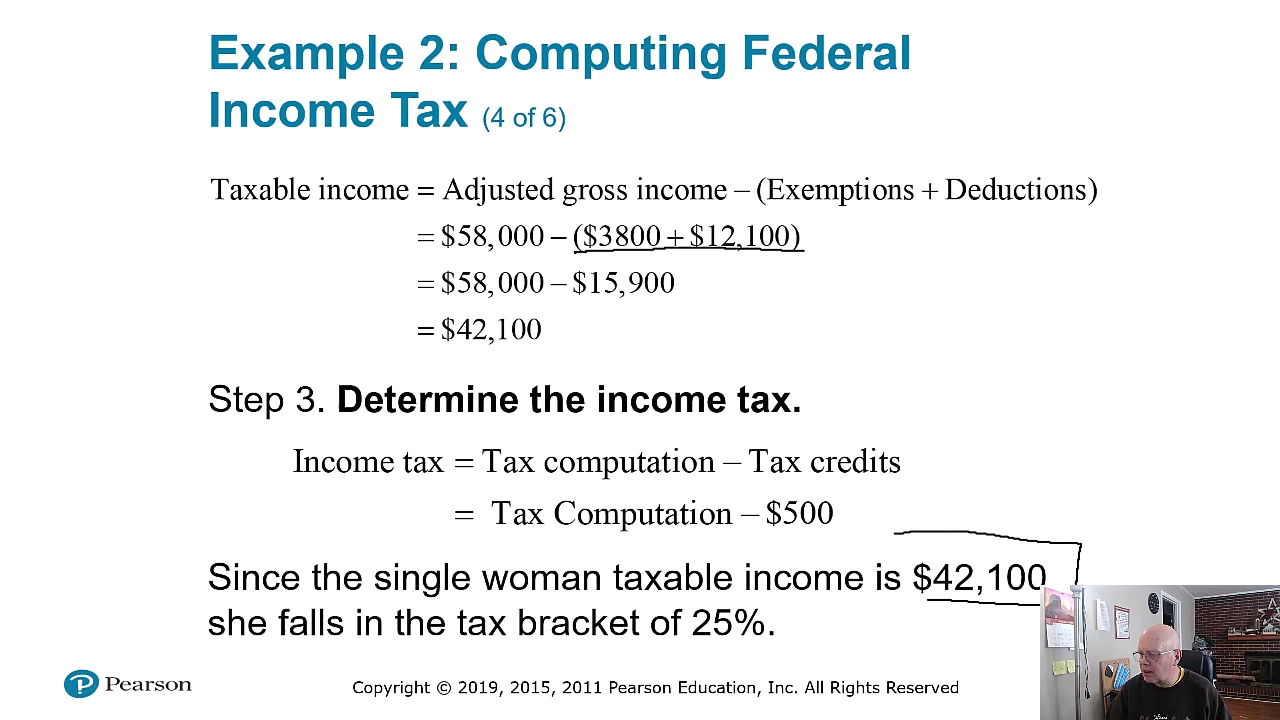 Example 2: Computing Federal
Income Tax (4 of 6)
Taxable income = Adjusted gross income − (Exemptions + Deductions)
= $58,000 − ($3800 + $12,100)
= $58,000 − $15,900
= $42,100
Step 3. Determine the income tax.
Income tax = Tax computation − Tax credits
= Tax Computation − $500
Since the single woman taxable income is $42,100
she falls in the tax bracket of 25%.
Pearson
Copyright © 2019, 2015, 2011 Pearson Education, Inc. All Rights Reserved